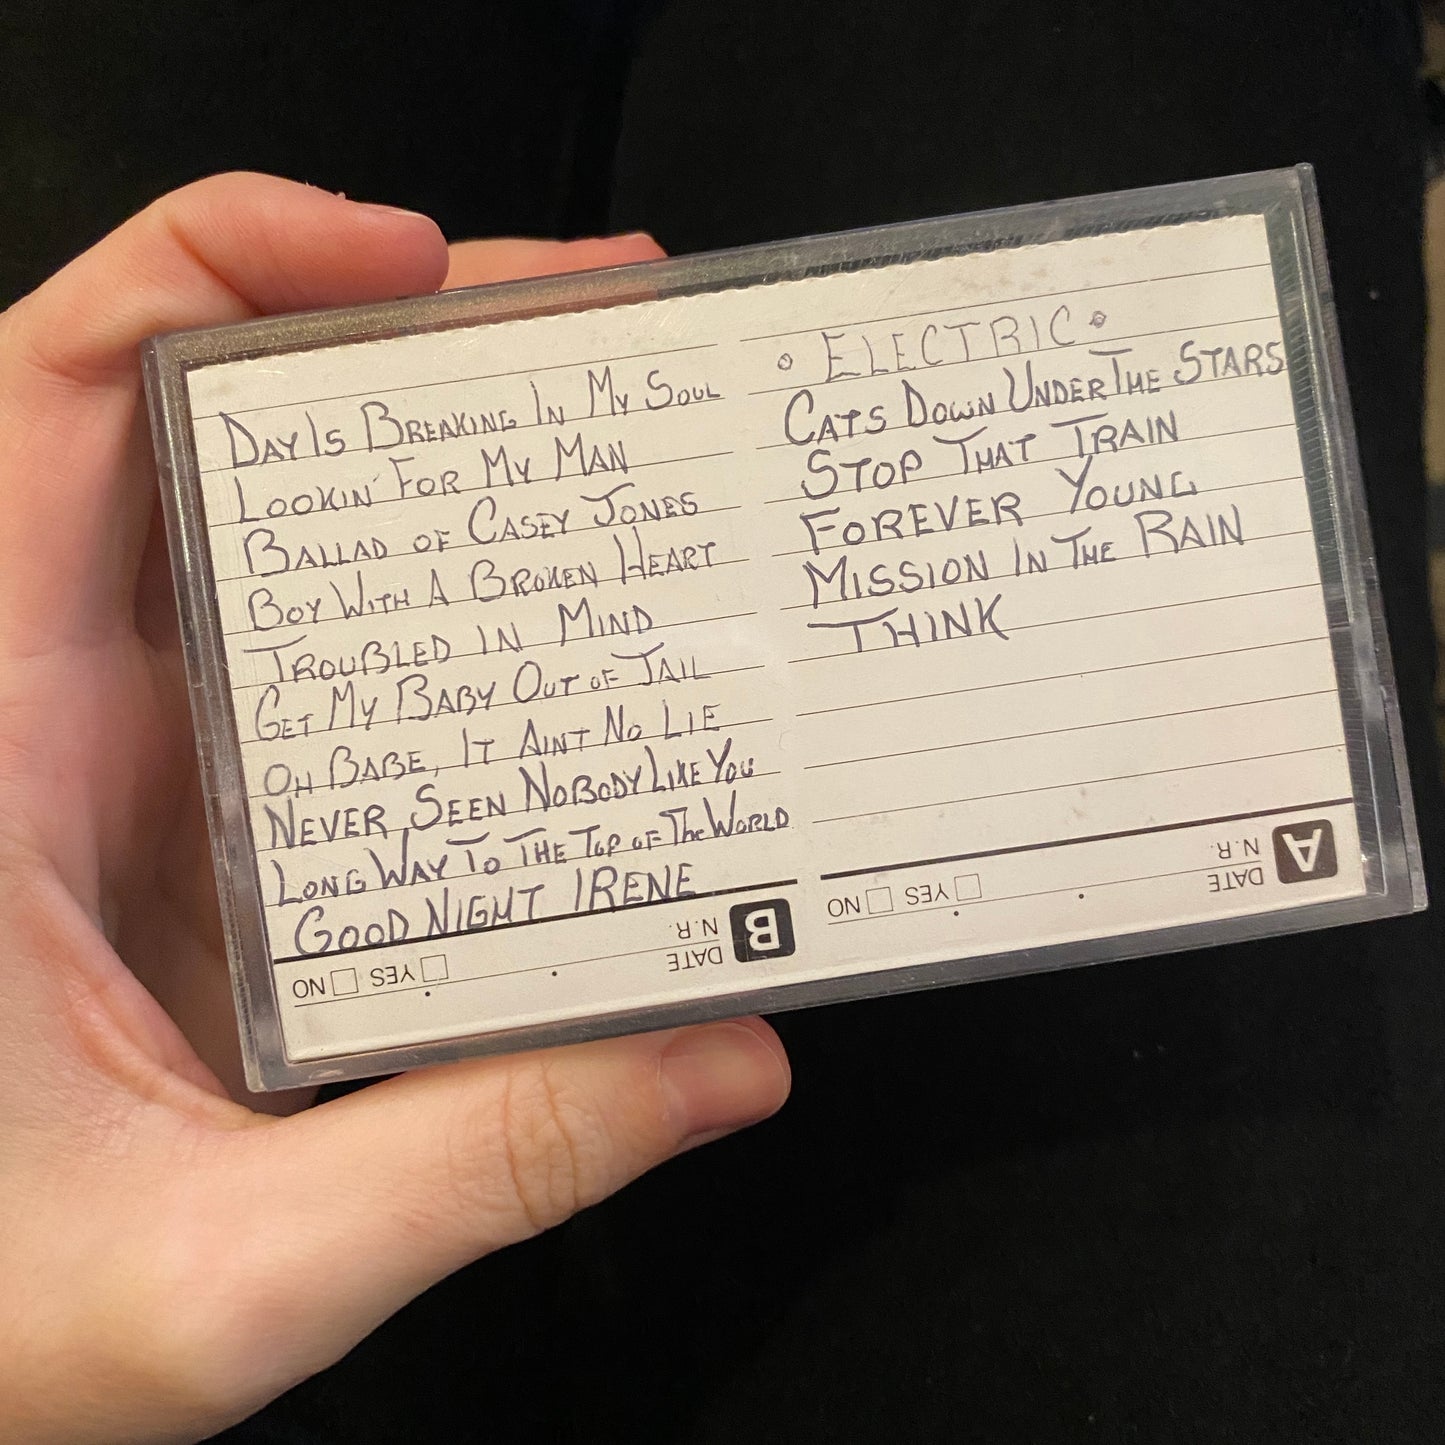 DAY IS BREAKING IN MY SOUL
LOOKIN' FOR MY MAN
BALLAD OF CASEY JONES
BOY WITH A BROKEN HEART
TROUBLED IN MIND
GET MY BABY OUT OF JAIL
OH BABE, IT AINT NO LIE
NEVER SEEN NOBODY LIKE YOU
LONG WAY TO THE TOP OF THE WORLD
GOOD NIGHT IRENE
B DATE
N.R.
YES NO
• ELECTRIC •
CATS DOWN UNDER THE STARS
STOP THAT TRAIN
FOREVER YOUNG
MISSION IN THE RAIN
THINK
A DATE
N.R.
YES NO